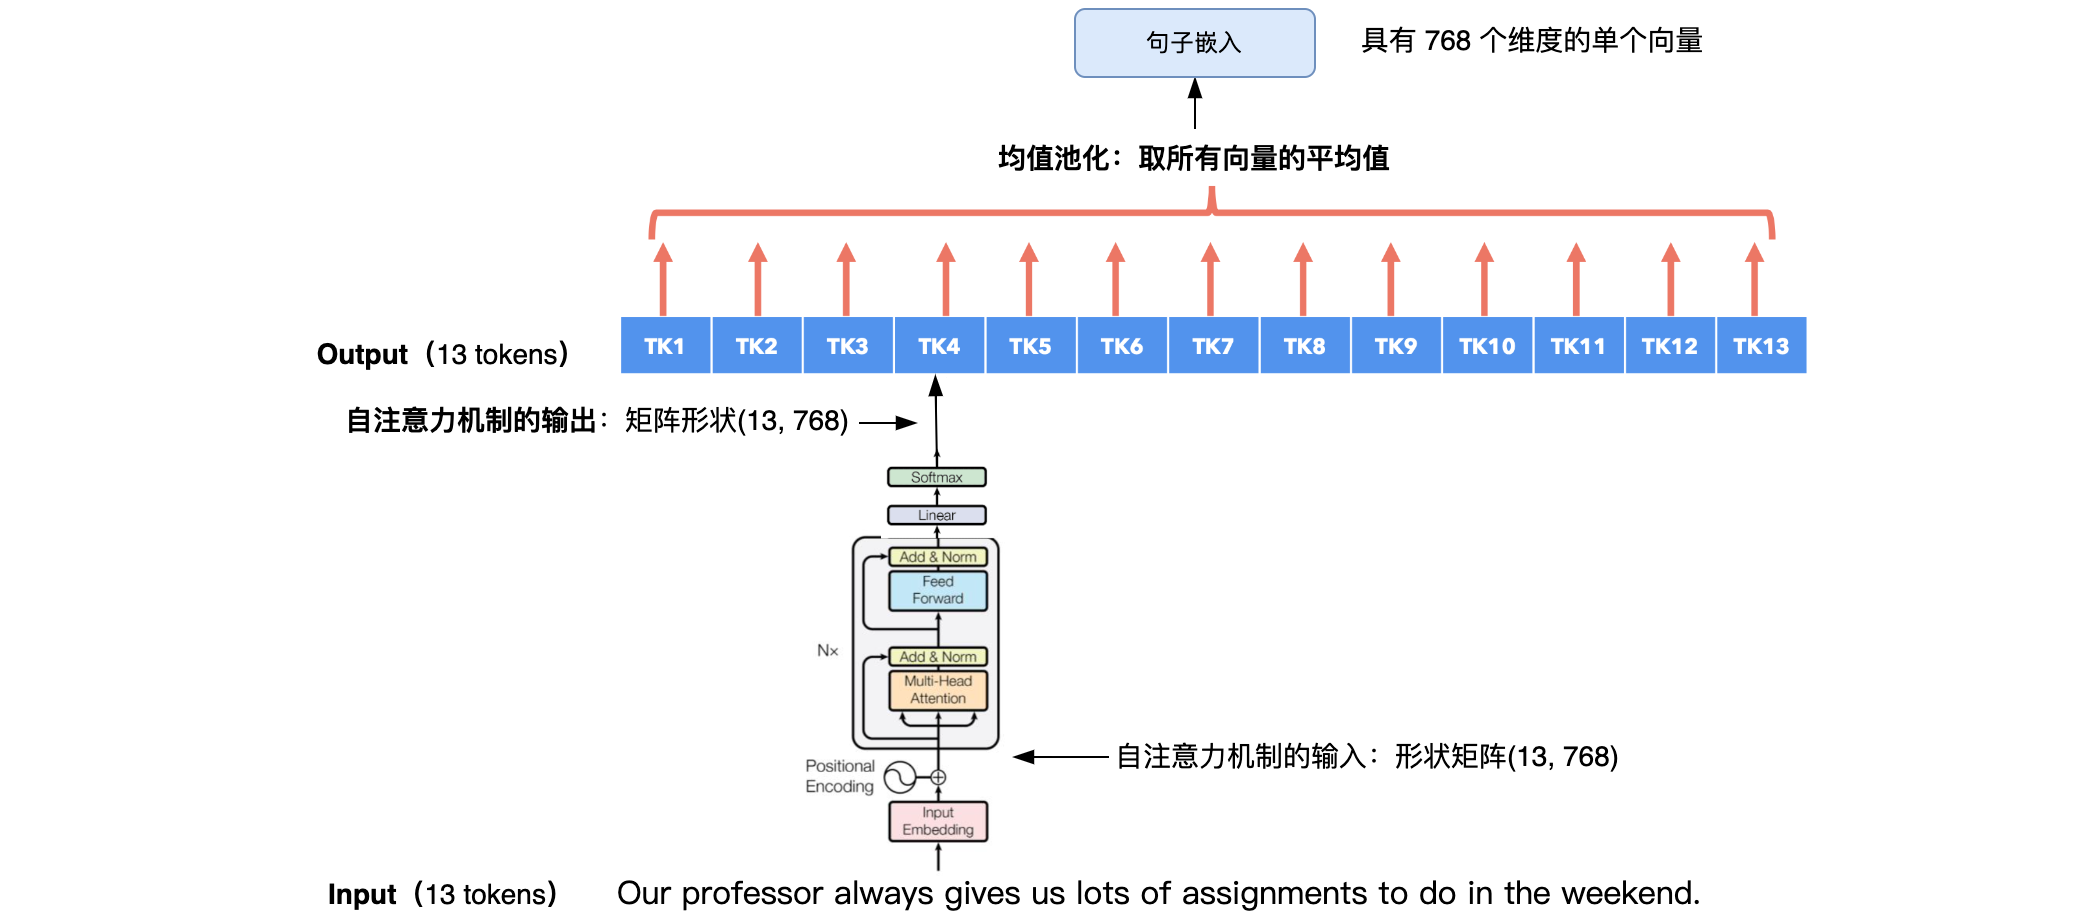 句子嵌入
具有 768 个维度的单个向量
均值池化：取所有向量的平均值
Output（13 tokens）
TK1 TK2 TK3 TK4 TK5 TK6 TK7 TK8 TK9 TK10 TK11 TK12 TK13
自注意力机制的输出：矩阵形状(13, 768)
Softmax
Linear
Add & Norm
Feed
Forward
N×
Add & Norm
Multi-Head
Attention
自注意力机制的输入：形状矩阵(13, 768)
Positional
Encoding
Input
Embedding
Input（13 tokens）
Our professor always gives us lots of assignments to do in the weekend.